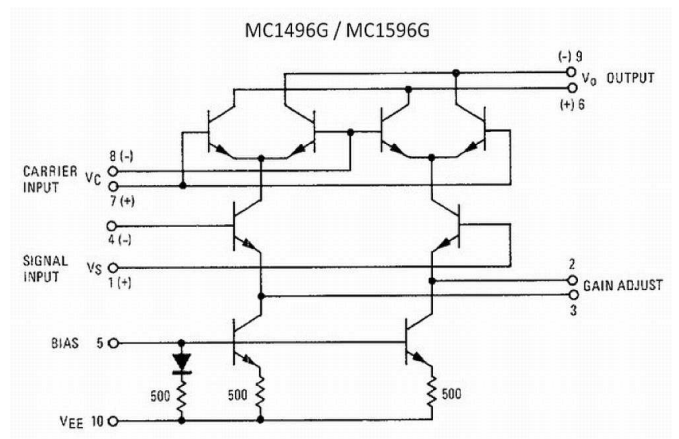 MC1496G / MC1596G
(-) 9
Vo OUTPUT
(+) 6
8 (-)
CARRIER INPUT
VC
7 (+)
4 (-)
SIGNAL INPUT
VS
1 (+)
2
GAIN ADJUST
3
BIAS 5
500
500
500
VEE 10